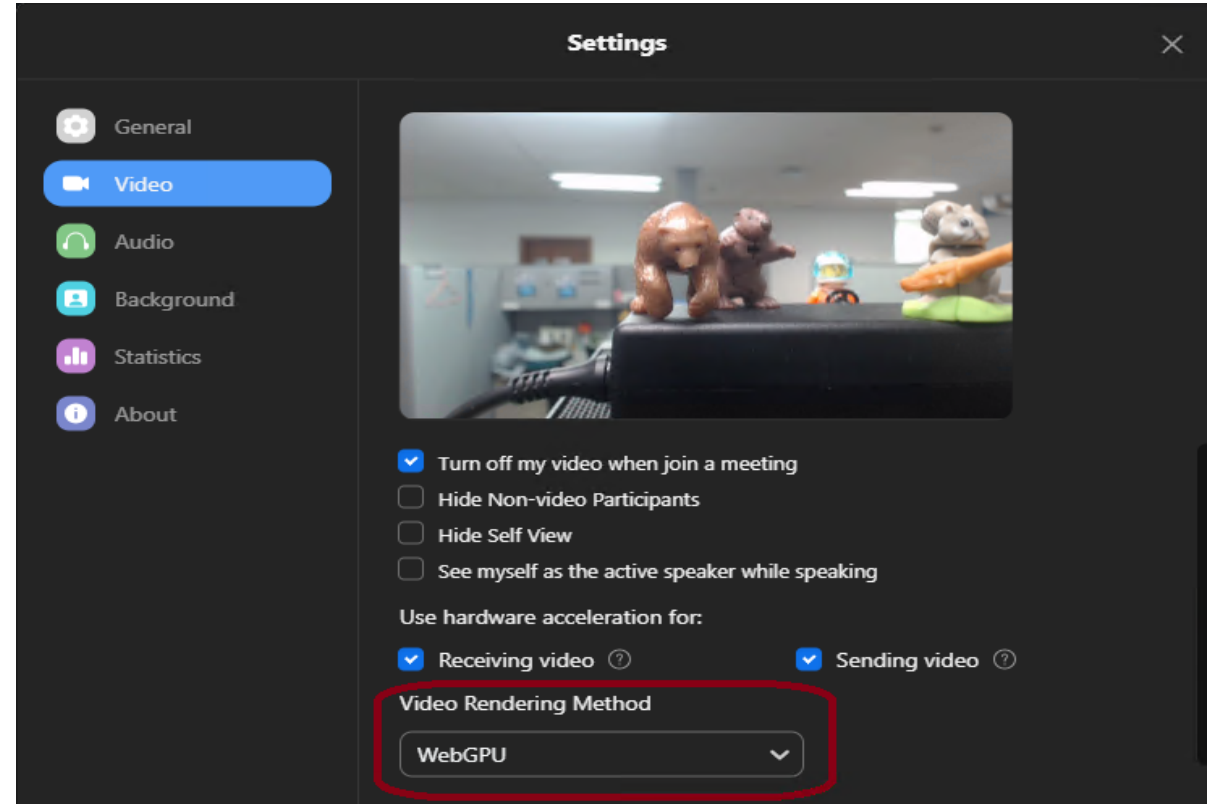 Settings
General
Video
Audio
Background
Statistics
About
Turn off my video when join a meeting
Hide Non-video Participants
Hide Self View
See myself as the active speaker while speaking
Use hardware acceleration for:
Receiving video
Sending video
Video Rendering Method
WebGPU